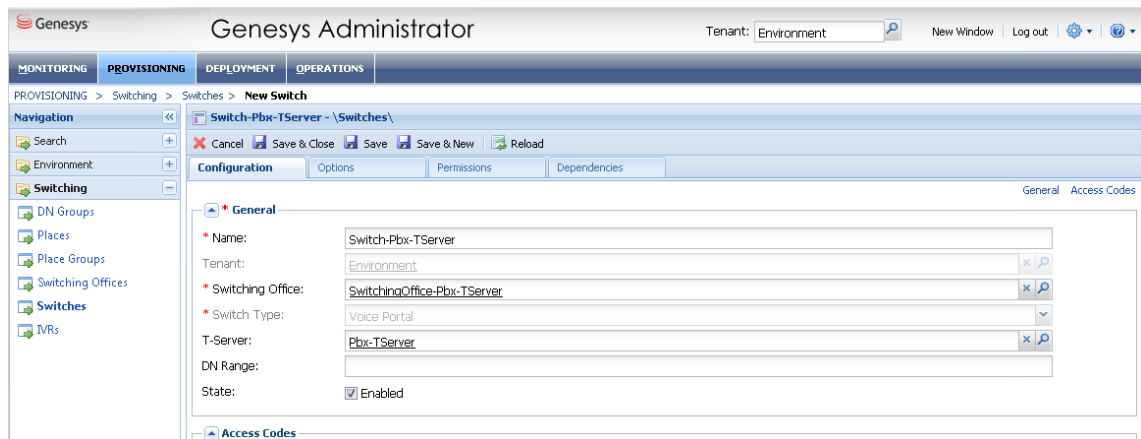 Genesys Genesys Administrator Tenant: Environment New Window Log out
MONITORING PROVISIONING DEPLOYMENT OPERATIONS
PROVISIONING > Switching > Switches > New Switch
Navigation
Search
Environment
Switching
DN Groups
Places
Place Groups
Switching Offices
Switches
IVRs
Switch-Pbx-TServer - \Switches\
Cancel Save & Close Save Save & New Reload
Configuration Options Permissions Dependencies
General Access Codes
* General
* Name: Switch-Pbx-TServer
Tenant: Environment
* Switching Office: SwitchingOffice-Pbx-TServer
* Switch Type: Voice Portal
T-Server: Pbx-TServer
DN Range:
State: Enabled
Access Codes